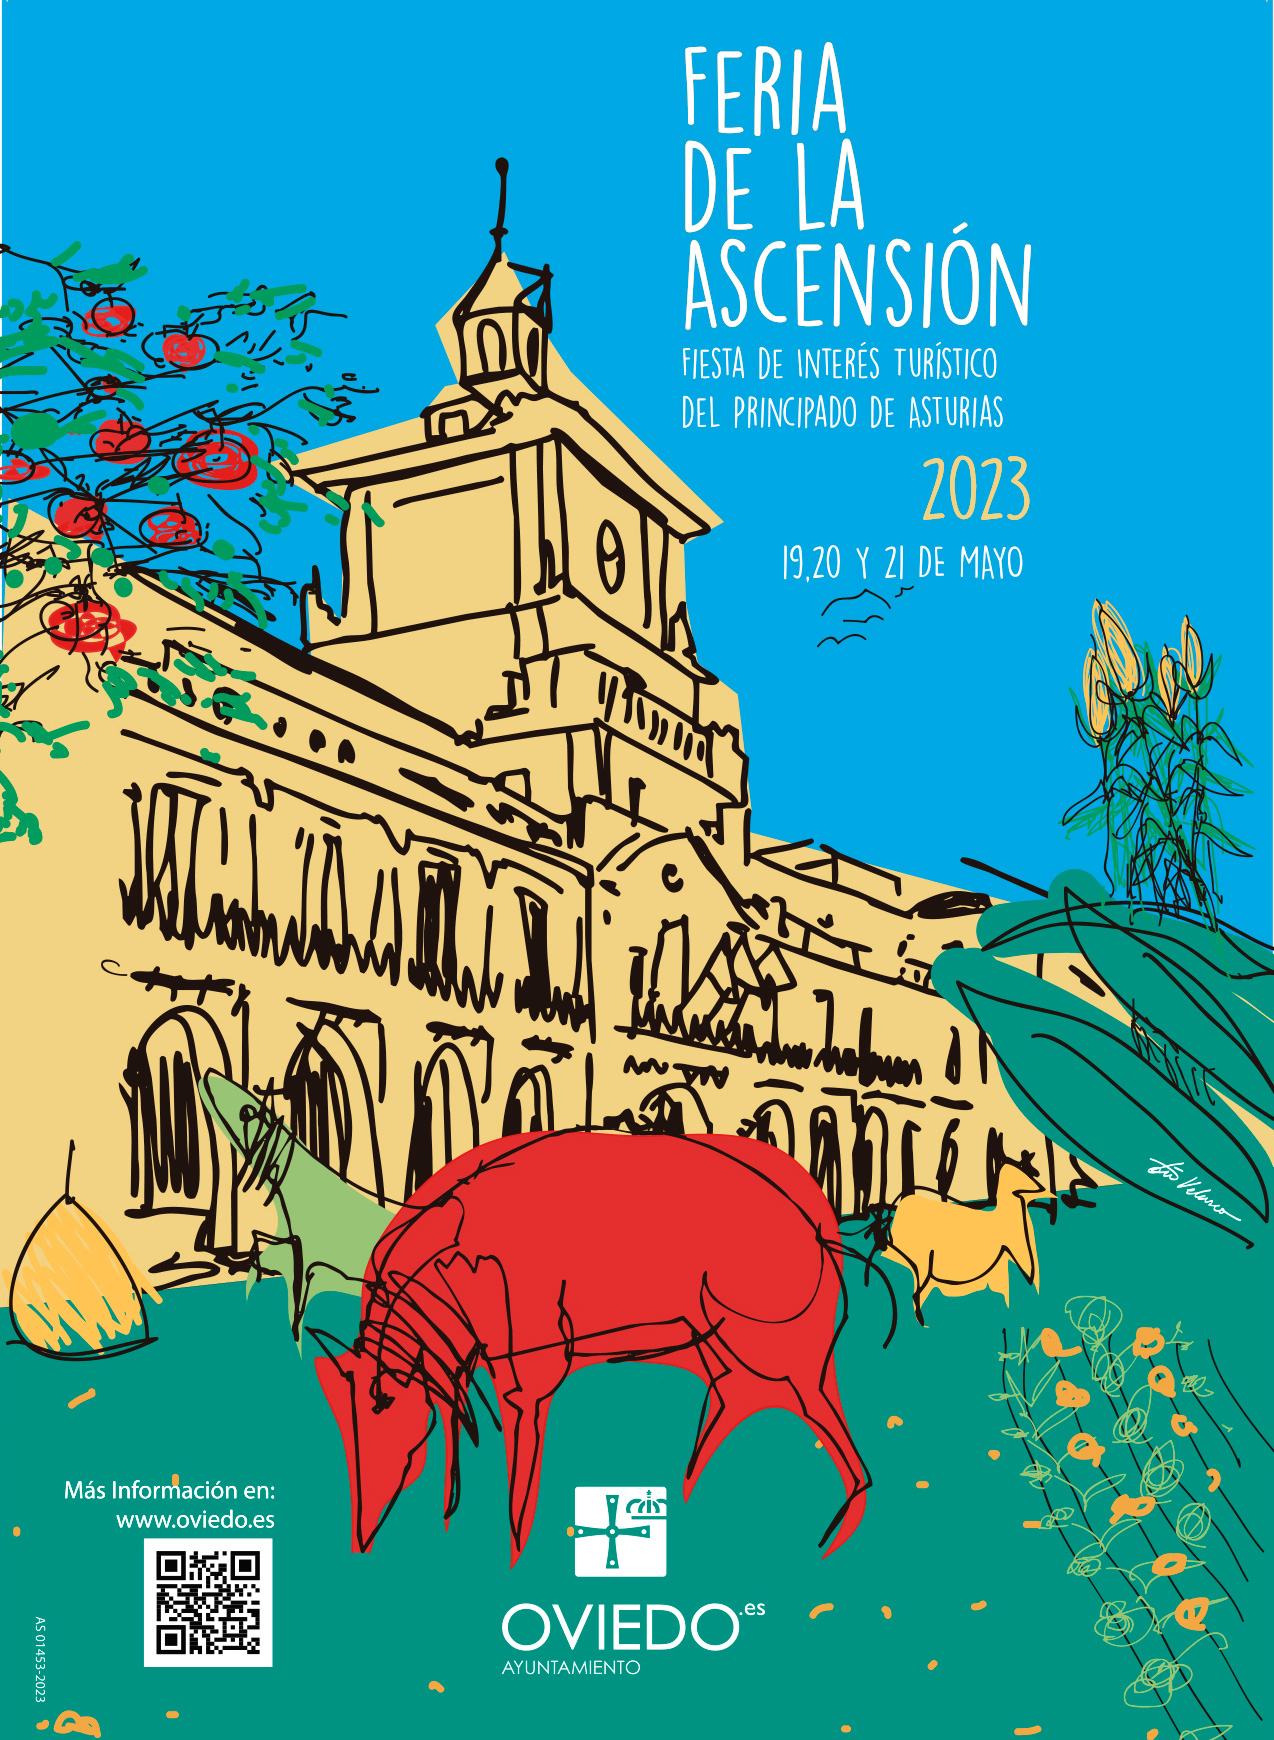 FERIA
DE LA
ASCENSIÓN
FIESTA DE INTERÉS TURÍSTICO
DEL PRINCIPADO DE ASTURIAS
2023
19,20 Y 21 DE MAYO
Más Información en:
www.oviedo.es
OVIEDO.es
AYUNTAMIENTO
AS 01453-2023